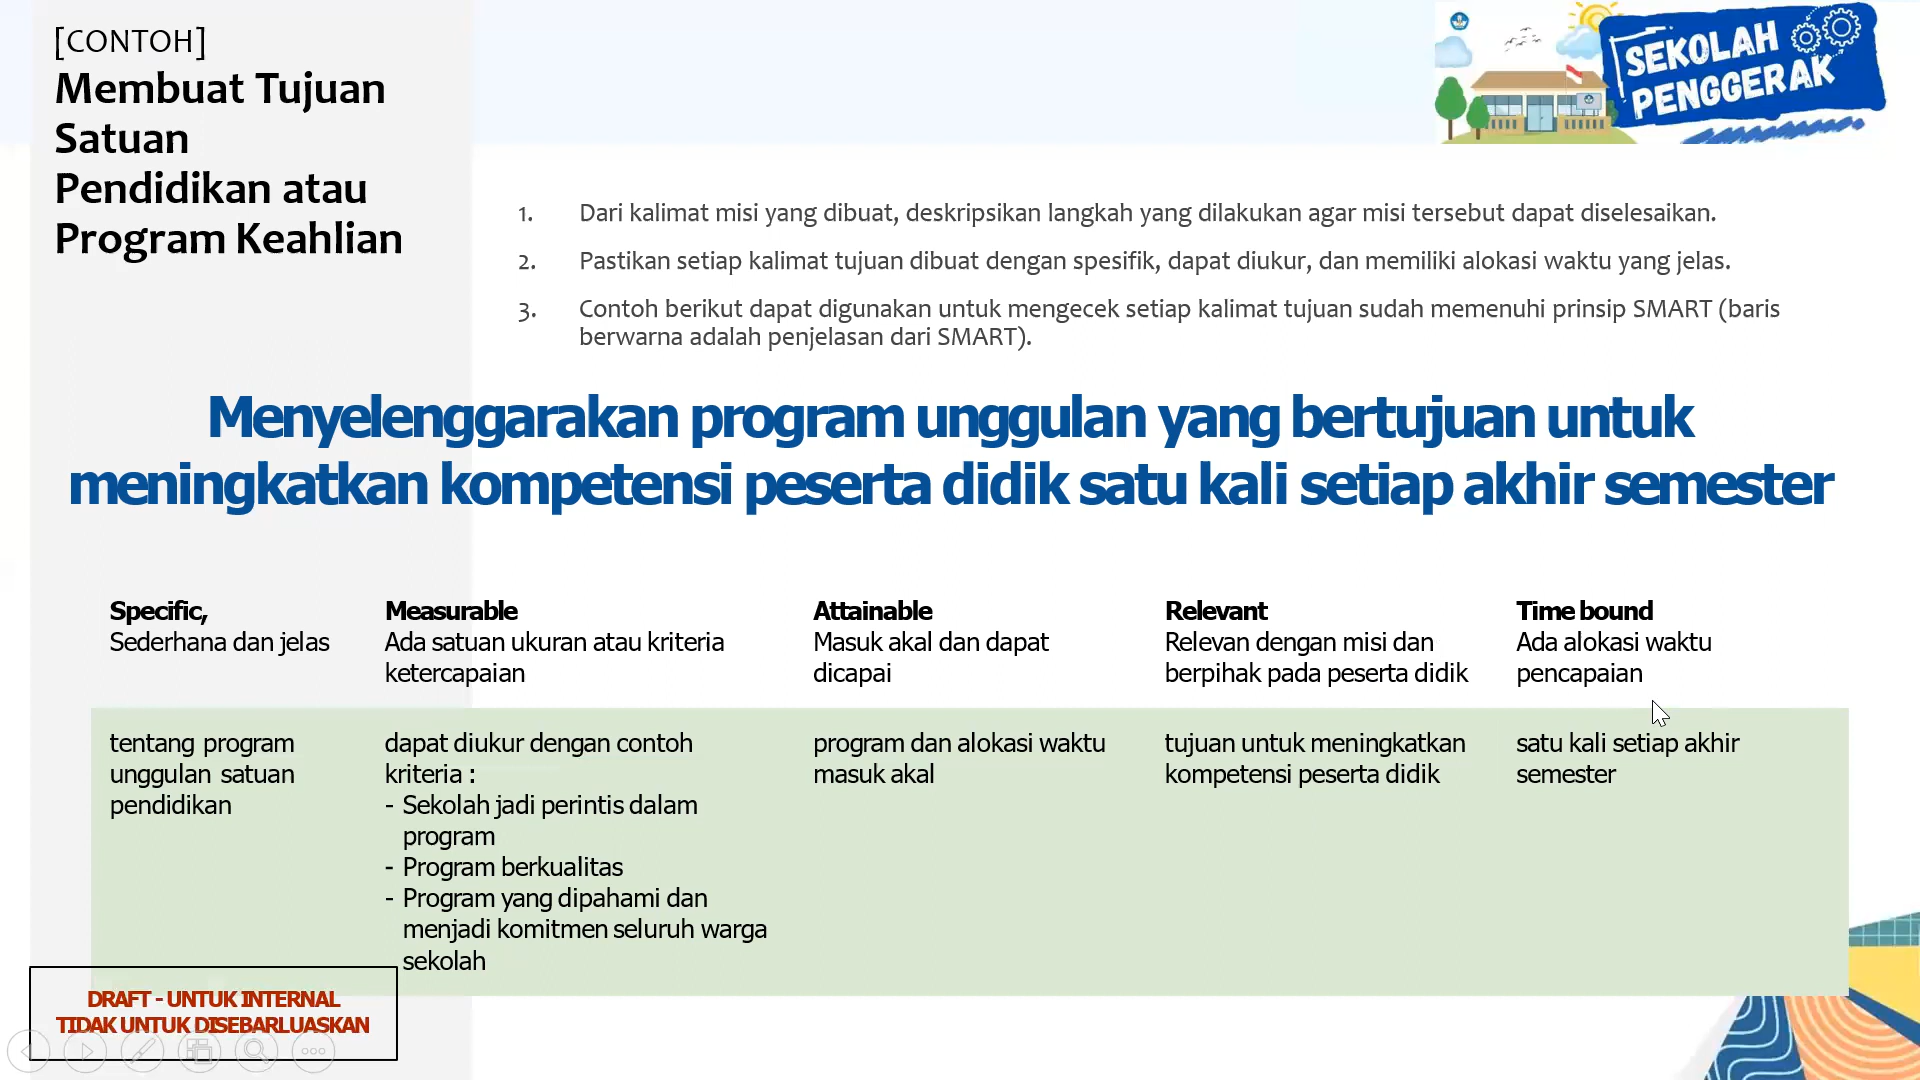 [CONTOH]
Membuat Tujuan
Satuan
Pendidikan atau
Program Keahlian
SEKOLAH
PENGGERAK
1. Dari kalimat misi yang dibuat, deskripsikan langkah yang dilakukan agar misi tersebut dapat diselesaikan.
2. Pastikan setiap kalimat tujuan dibuat dengan spesifik, dapat diukur, dan memiliki alokasi waktu yang jelas.
3. Contoh berikut dapat digunakan untuk mengecek setiap kalimat tujuan sudah memenuhi prinsip SMART (baris
berwarna adalah penjelasan dari SMART).
Menyelenggarakan program unggulan yang bertujuan untuk
meningkatkan kompetensi peserta didik satu kali setiap akhir semester
Specific,
Sederhana dan jelas
Measurable
Ada satuan ukuran atau kriteria
ketercapaian
Attainable
Masuk akal dan dapat
dicapai
Relevant
Relevan dengan misi dan
berpihak pada peserta didik
Time bound
Ada alokasi waktu
pencapaian
tentang program
unggulan satuan
pendidikan
dapat diukur dengan contoh
kriteria :
- Sekolah jadi perintis dalam
program
- Program berkualitas
- Program yang dipahami dan
menjadi komitmen seluruh warga
sekolah
program dan alokasi waktu
masuk akal
tujuan untuk meningkatkan
kompetensi peserta didik
satu kali setiap akhir
semester
DRAFT - UNTUK INTERNAL
TIDAK UNTUK DISEBARLUASKAN